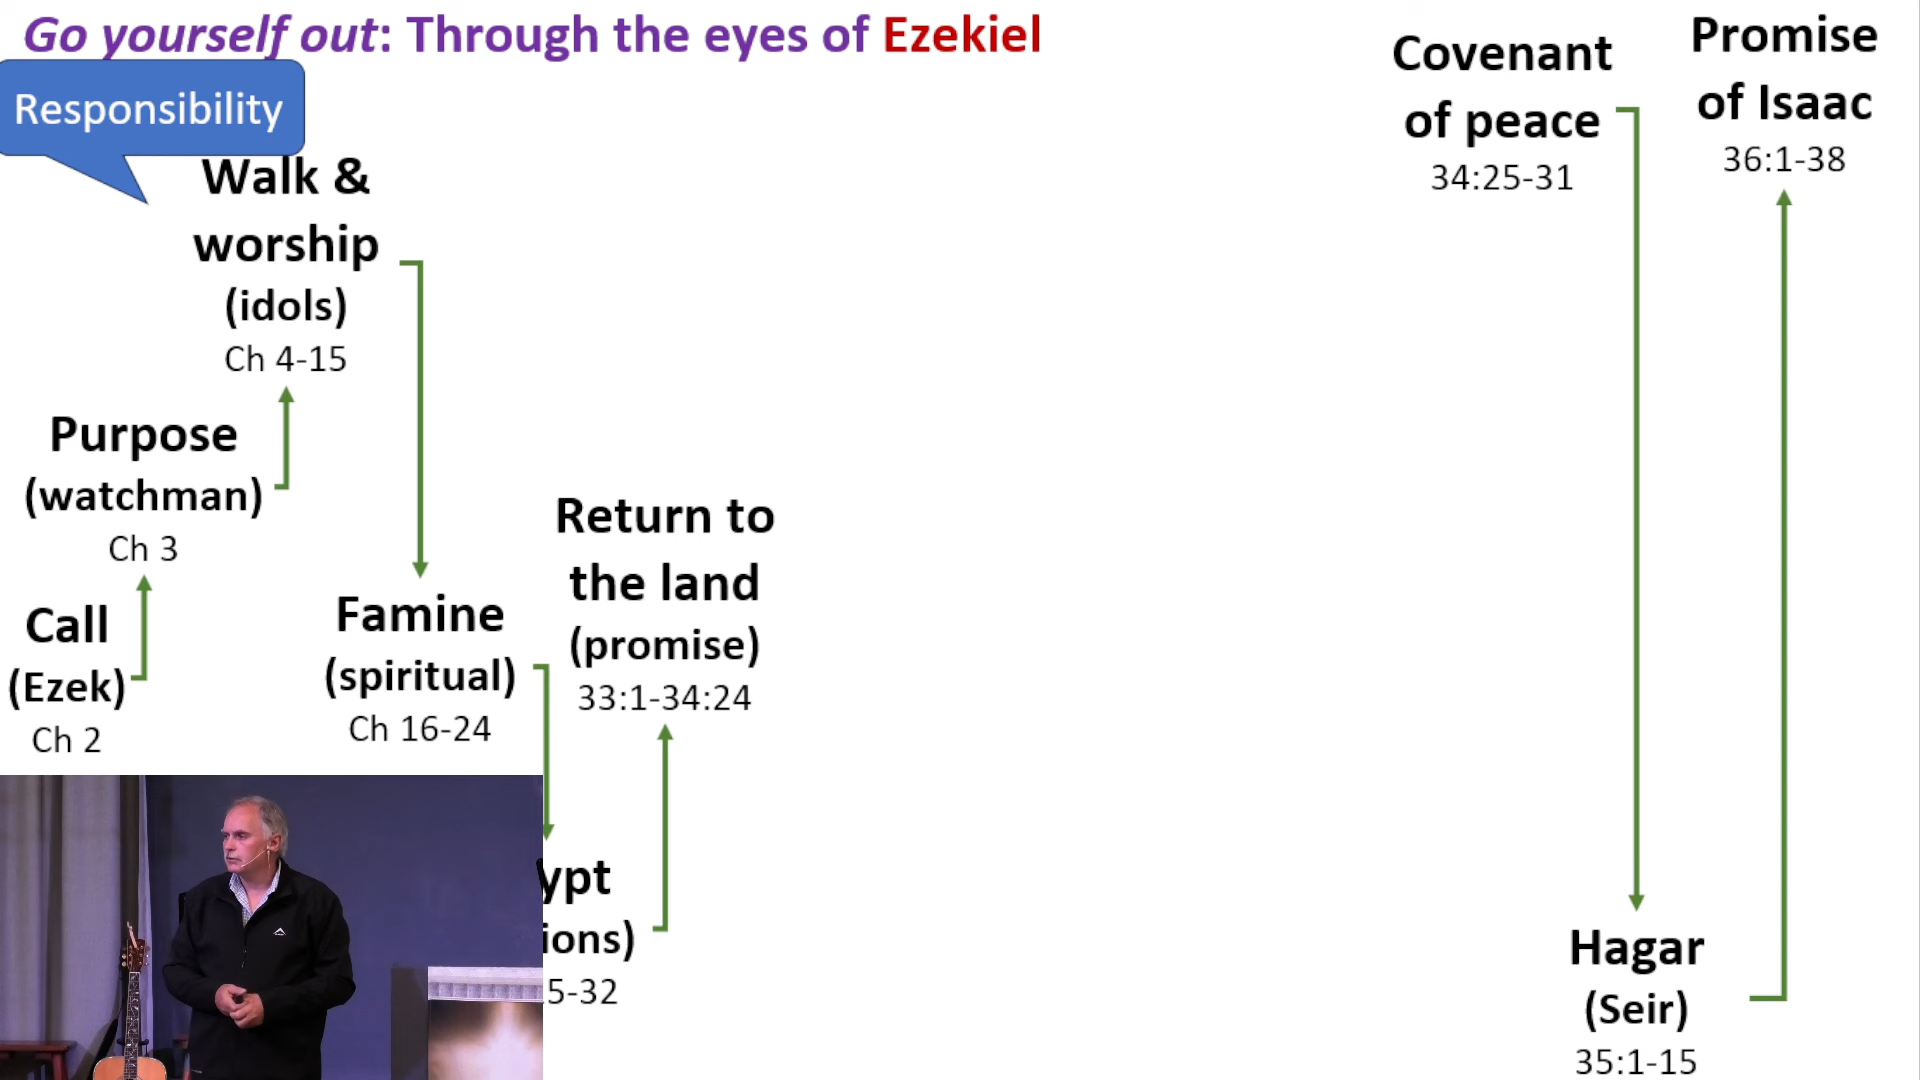 Go yourself out: Through the eyes of Ezekiel
Responsibility
Walk &
worship
(idols)
Ch 4-15
Purpose
(watchman)
Ch 3
Call
(Ezek)
Ch 2
Famine
(spiritual)
Ch 16-24
ypt
ions)
5-32
Return to
the land
(promise)
33:1-34:24
Covenant
of peace
34:25-31
Hagar
(Seir)
35:1-15
Promise
of Isaac
36:1-38